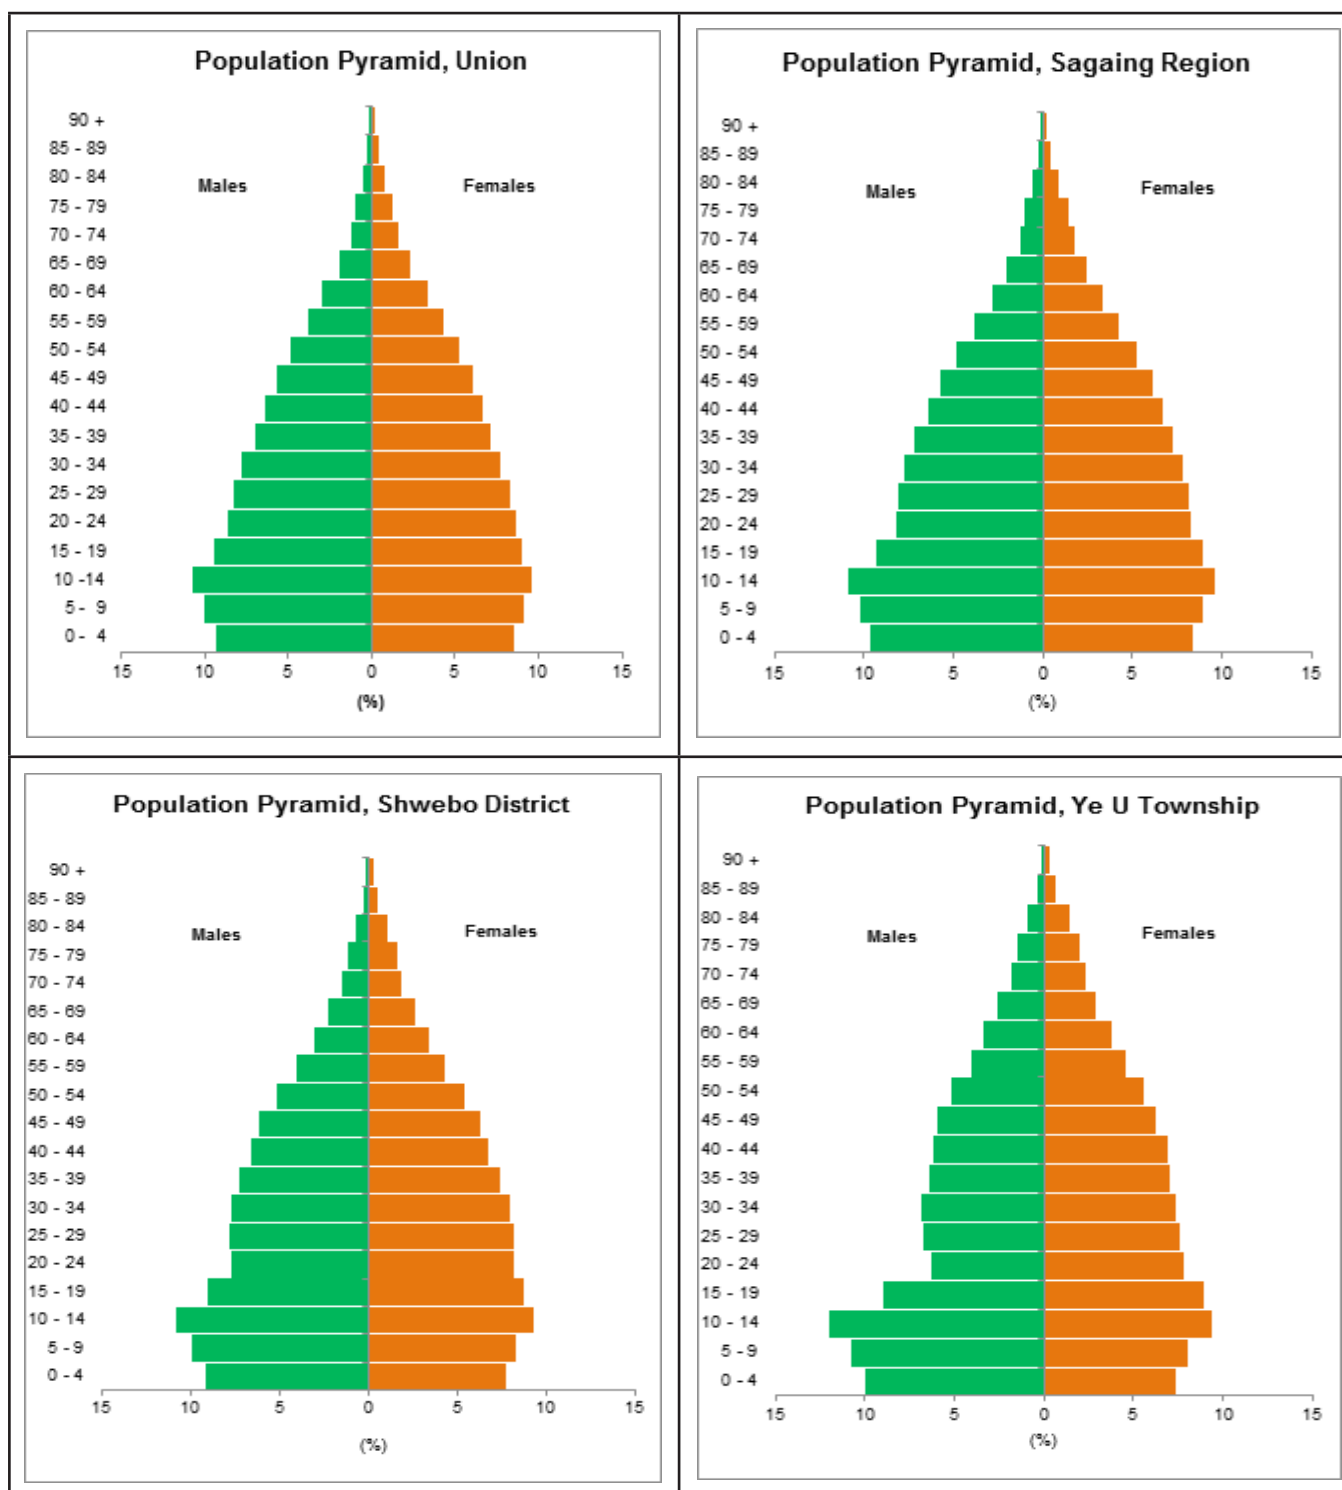 Population Pyramid, Union
90 +
85 - 89
80 - 84
75 - 79
70 - 74
65 - 69
60 - 64
55 - 59
50 - 54
45 - 49
40 - 44
35 - 39
30 - 34
25 - 29
20 - 24
15 - 19
10 -14
5 - 9
0 - 4
Males
Females
15 10 5 0 5 10 15
(%)
Population Pyramid, Sagaing Region
90 +
85 - 89
80 - 84
75 - 79
70 - 74
65 - 69
60 - 64
55 - 59
50 - 54
45 - 49
40 - 44
35 - 39
30 - 34
25 - 29
20 - 24
15 - 19
10 - 14
5 - 9
0 - 4
Males
Females
15 10 5 0 5 10 15
(%)
Population Pyramid, Shwebo District
90 +
85 - 89
80 - 84
75 - 79
70 - 74
65 - 69
60 - 64
55 - 59
50 - 54
45 - 49
40 - 44
35 - 39
30 - 34
25 - 29
20 - 24
15 - 19
10 - 14
5 - 9
0 - 4
Males
Females
15 10 5 0 5 10 15
(%)
Population Pyramid, Ye U Township
90 +
85 - 89
80 - 84
75 - 79
70 - 74
65 - 69
60 - 64
55 - 59
50 - 54
45 - 49
40 - 44
35 - 39
30 - 34
25 - 29
20 - 24
15 - 19
10 - 14
5 - 9
0 - 4
Males
Females
15 10 5 0 5 10 15
(%)